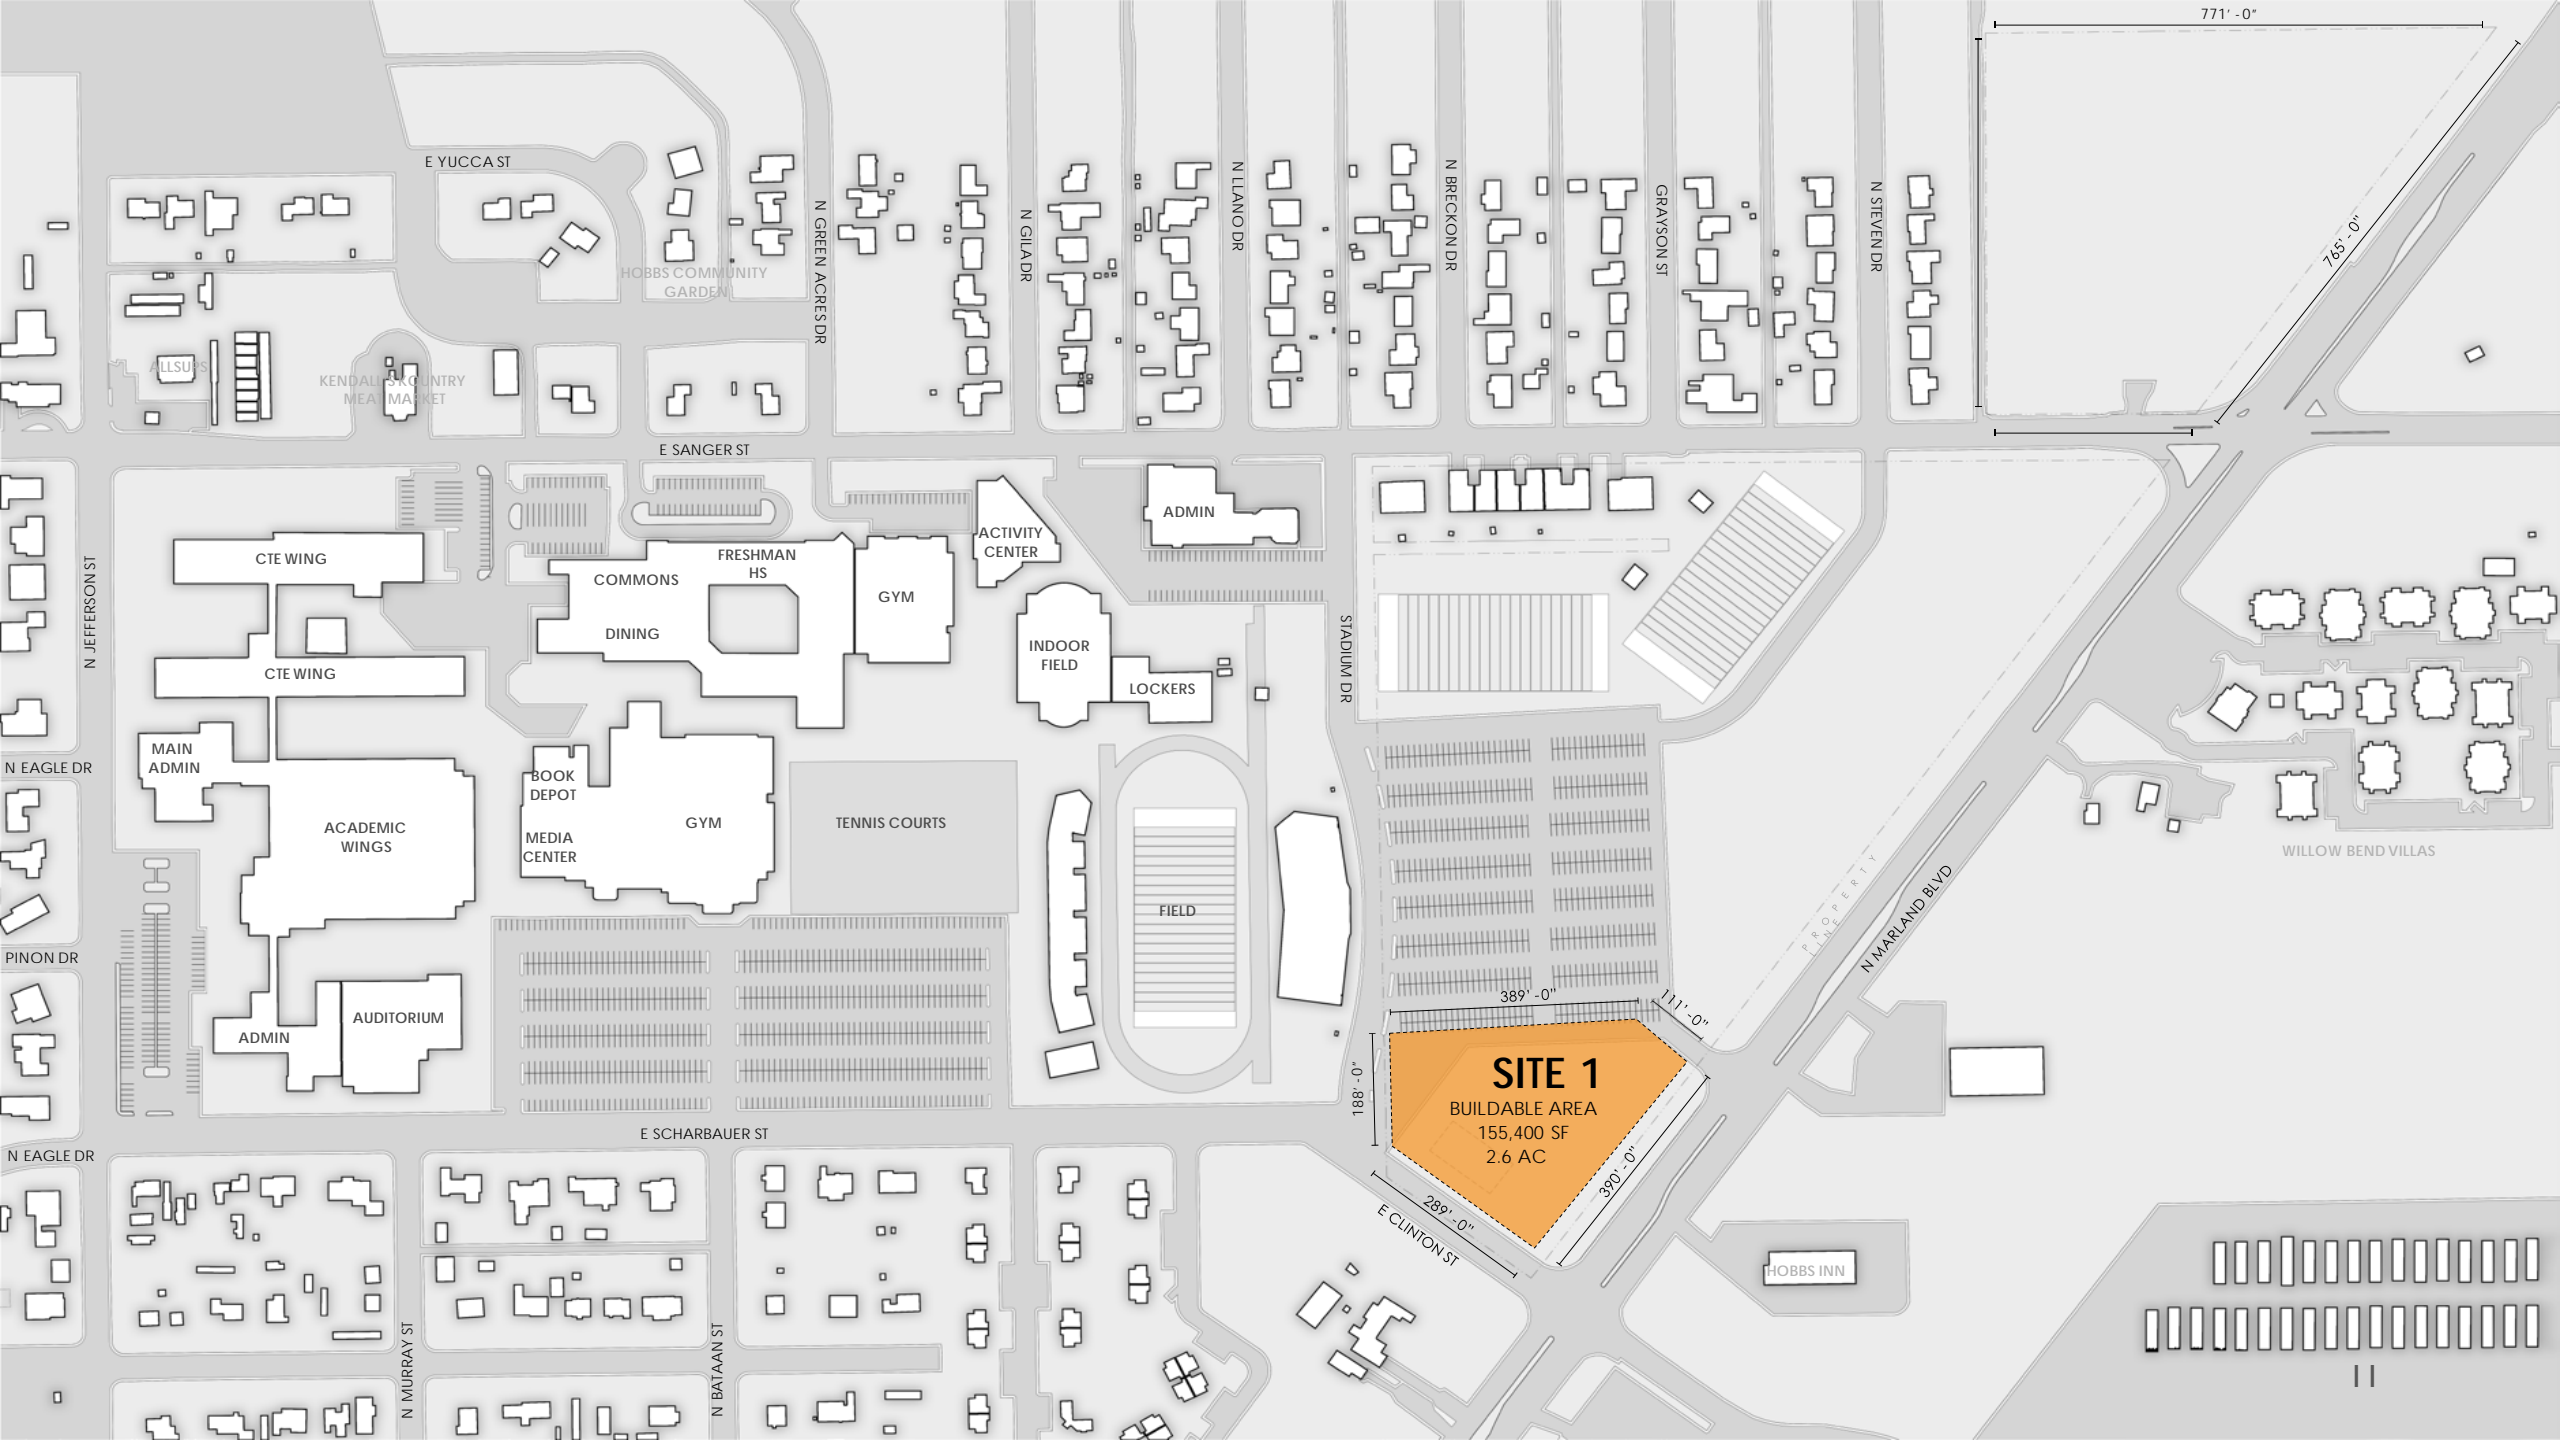 771' -0"
765' -0"
E YUCCA ST
HOBBS COMMUNITY
GARDEN
N GREEN ACRES DR
N GILA DR
N LLANO DR
N BRECKON DR
GRAYSON ST
N STEVEN DR
ALLSUPS
KENDALL'S KOUNTRY
MEAT MARKET
E SANGER ST
N JEFFERSON ST
CTE WING
COMMONS
FRESHMAN
HS
DINING
GYM
ACTIVITY
CENTER
ADMIN
INDOOR
FIELD
LOCKERS
STADIUM DR
CTE WING
MAIN
ADMIN
N EAGLE DR
ACADEMIC
WINGS
BOOK
DEPOT
MEDIA
CENTER
GYM
TENNIS COURTS
FIELD
WILLOW BEND VILLAS
PROPERTY
LINE
N MARLAND BLVD
PINON DR
ADMIN
AUDITORIUM
389' -0"
111' -0"
188' -0"
SITE 1
BUILDABLE AREA
155,400 SF
2.6 AC
390' -0"
289' -0"
E CLINTON ST
E SCHARBAUER ST
N EAGLE DR
HOBBS INN
N MURRAY ST
N BATAAN ST